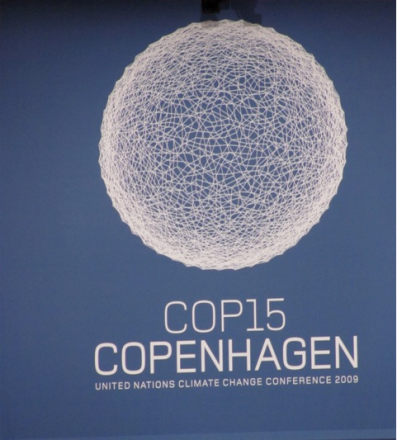 COP15
COPENHAGEN
UNITED NATIONS CLIMATE CHANGE CONFERENCE 2009